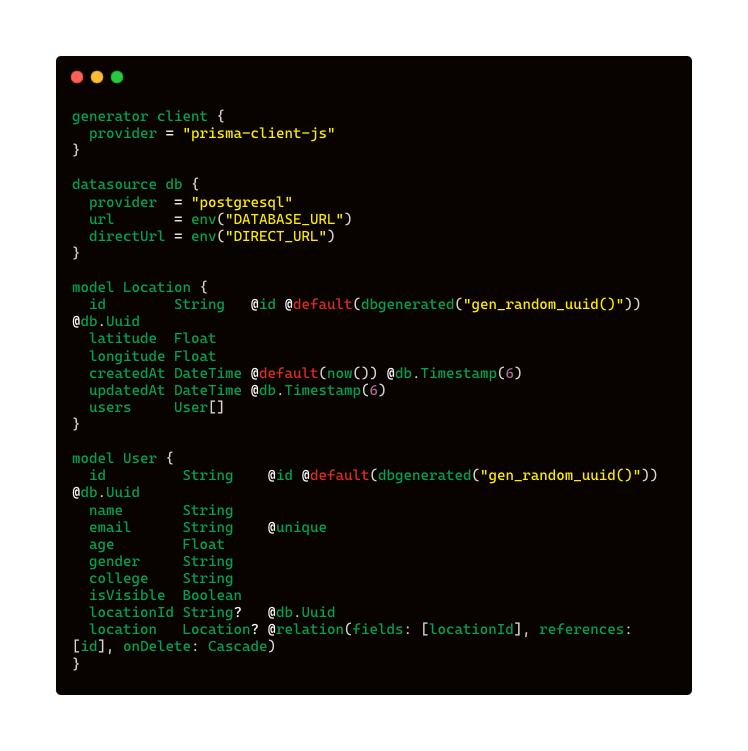 generator client {
  provider = "prisma-client-js"
}

datasource db {
  provider  = "postgresql"
  url       = env("DATABASE_URL")
  directUrl = env("DIRECT_URL")
}

model Location {
  id        String   @id @default(dbgenerated("gen_random_uuid()"))
@db.Uuid
  latitude  Float
  longitude Float
  createdAt DateTime @default(now()) @db.Timestamp(6)
  updatedAt DateTime @db.Timestamp(6)
  users     User[]
}

model User {
  id         String    @id @default(dbgenerated("gen_random_uuid()"))
@db.Uuid
  name       String
  email      String    @unique
  age        Float
  gender     String
  college    String
  isVisible  Boolean
  locationId String?   @db.Uuid
  location   Location? @relation(fields: [locationId], references:
[id], onDelete: Cascade)
}